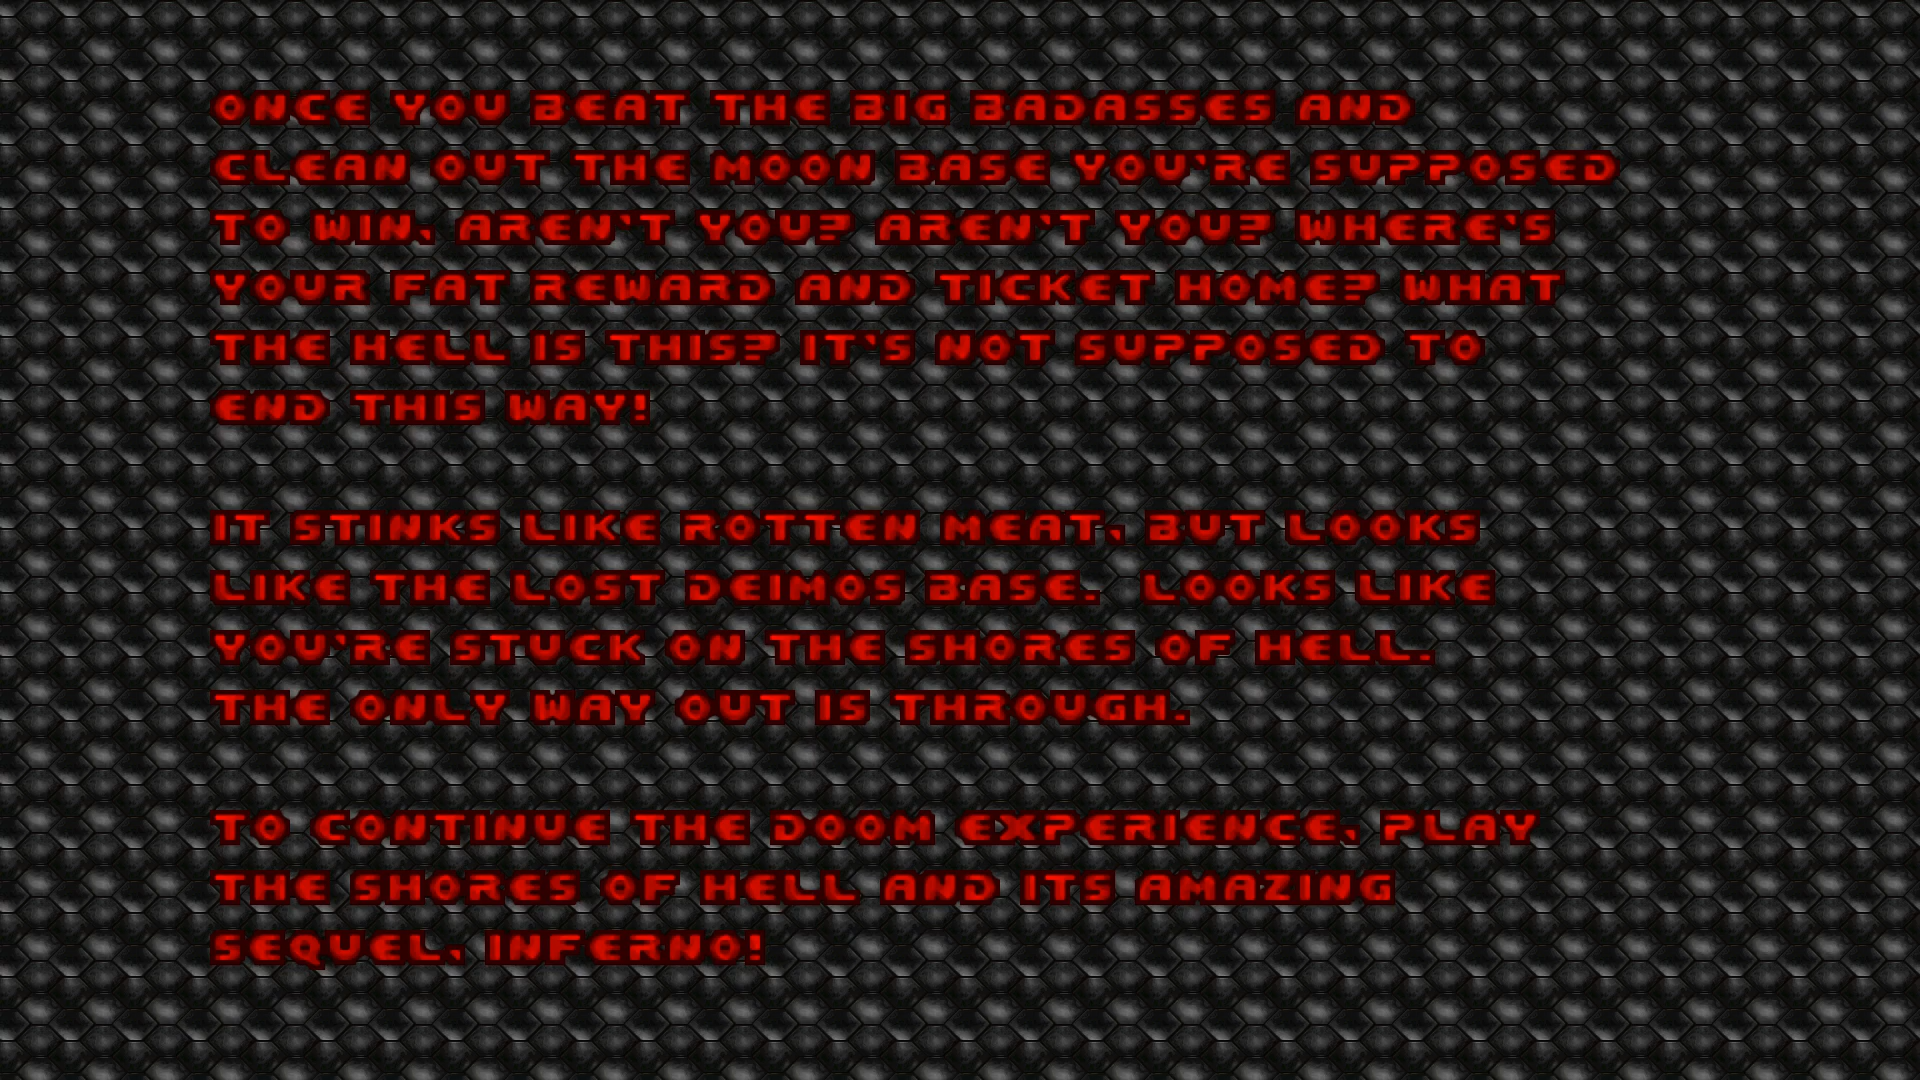 ONCE YOU BEAT THE BIG BADASSES AND
CLEAN OUT THE MOON BASE YOU'RE SUPPOSED
TO WIN, AREN'T YOU? AREN'T YOU? WHERE'S
YOUR FAT REWARD AND TICKET HOME? WHAT
THE HELL IS THIS? IT'S NOT SUPPOSED TO
END THIS WAY!
IT STINKS LIKE ROTTEN MEAT, BUT LOOKS
LIKE THE LOST DEIMOS BASE.  LOOKS LIKE
YOU'RE STUCK ON THE SHORES OF HELL.
THE ONLY WAY OUT IS THROUGH.
TO CONTINUE THE DOOM EXPERIENCE, PLAY
THE SHORES OF HELL AND ITS AMAZING
SEQUEL, INFERNO!